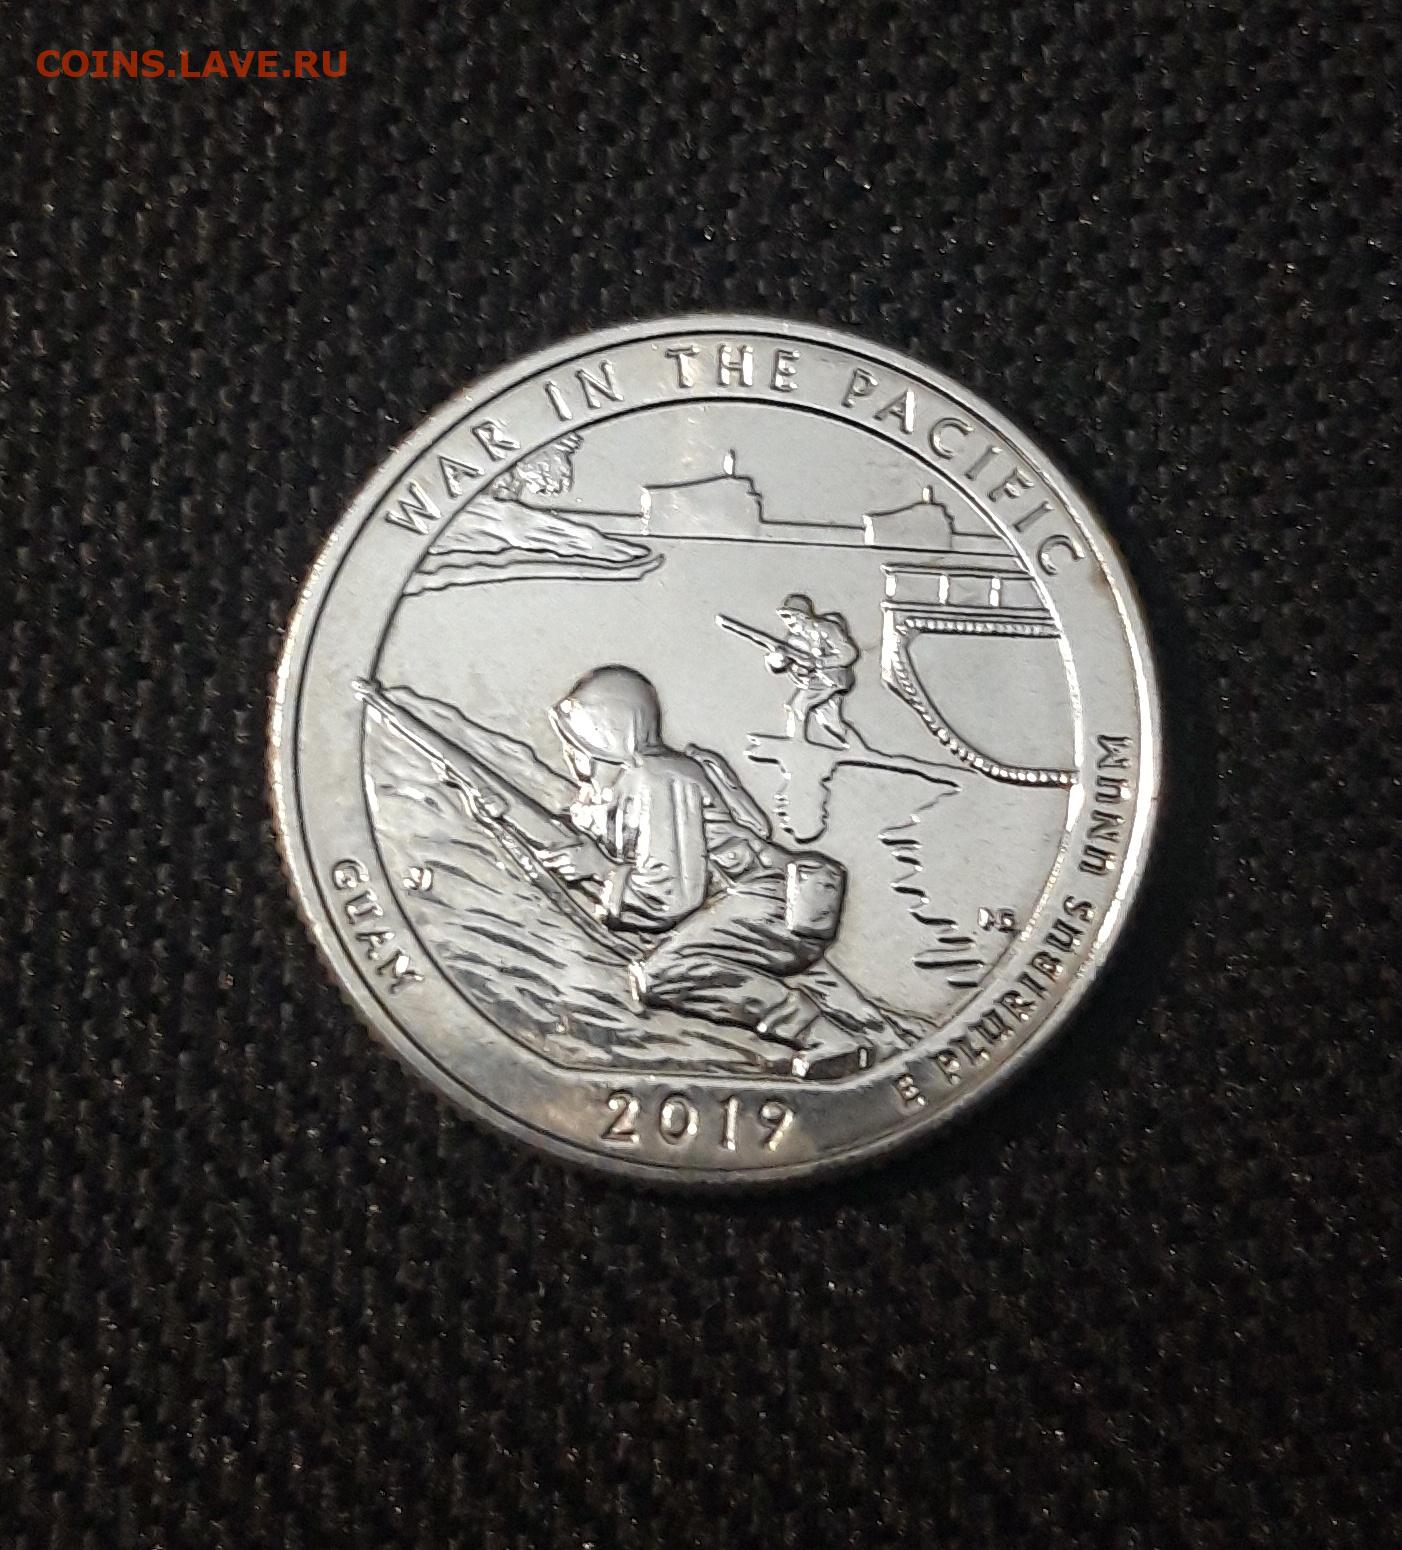 COINS.LAVE.RU
WAR IN THE PACIFIC
GUAM
2019
E PLURIBUS UNUM